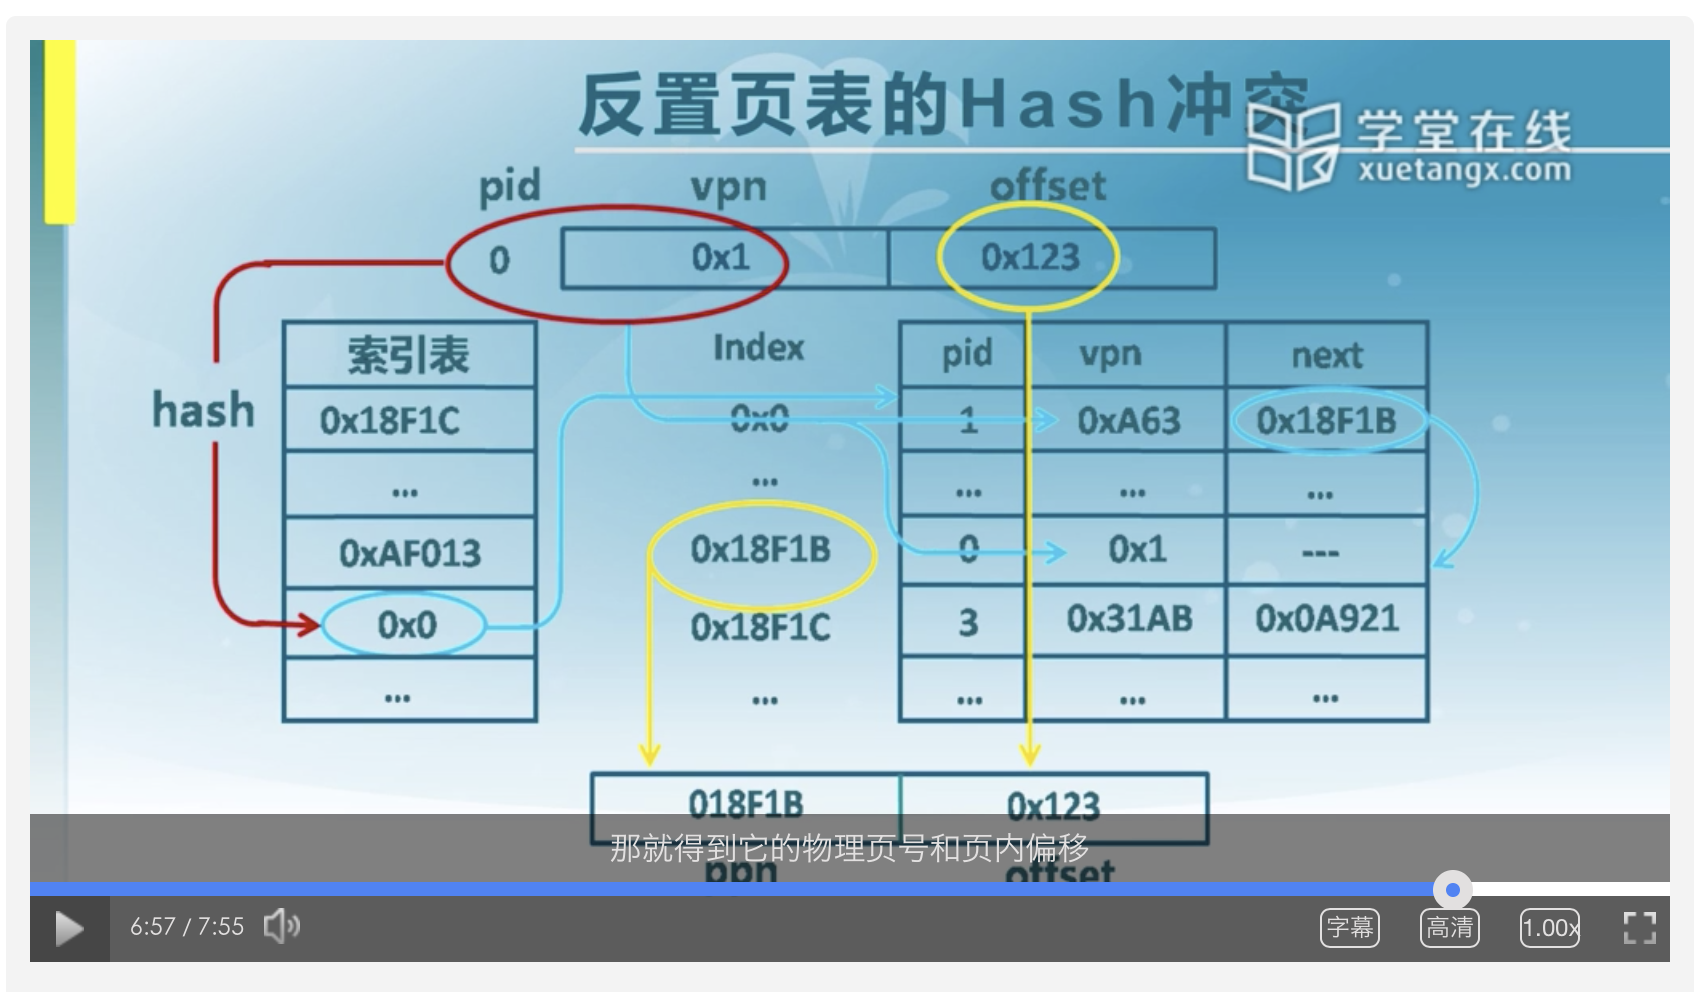 反置页表的Hash冲突
学堂在线
xuetangx.com
pid vpn offset
0 0x1 0x123
索引表 Index pid vpn next
hash 0x18F1C 0x0 1 0xA63 0x18F1B
... ... ... ... ...
0xAF013 0x18F1B 0 0x1 ---
0x0 0x18F1C 3 0x31AB 0x0A921
... ... ... ... ...
018F1B 0x123
那就得到它的物理页号和页内偏移
ppn offset
6:57 / 7:55 字幕 高清 1.00x